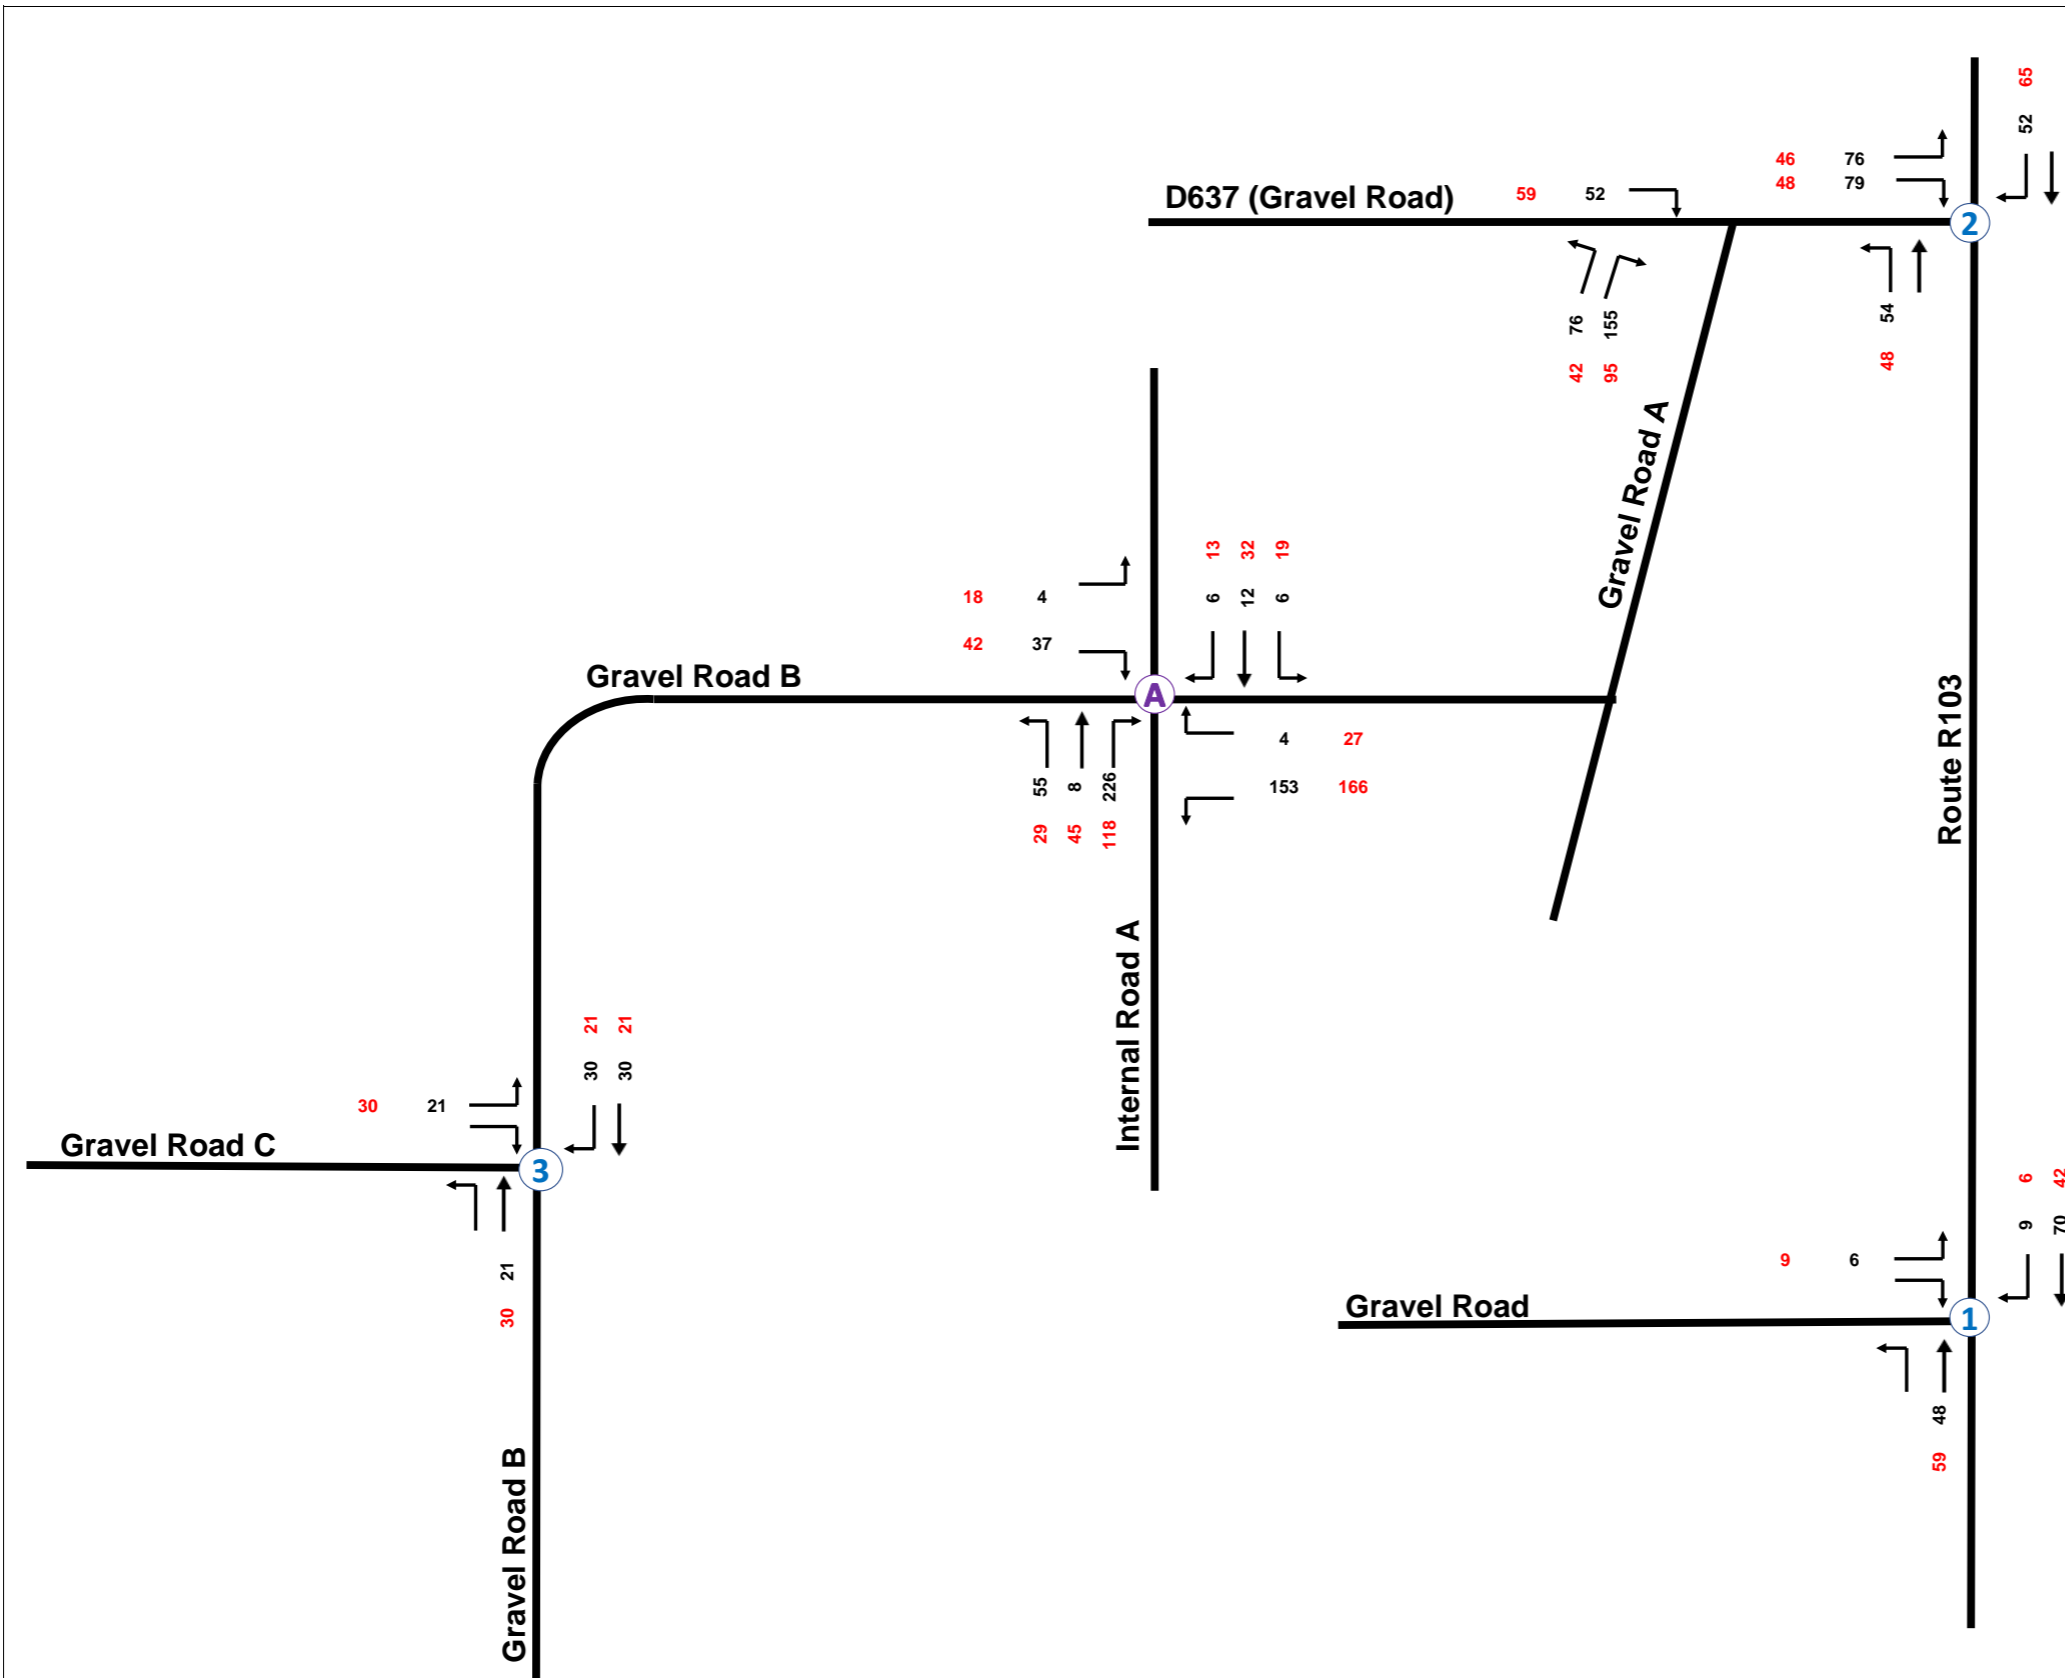 65
52
46 76
48 79
D637 (Gravel Road)
59 52
2
76 155
42 95
54
48
Gravel Road A
13 32 19
6 12 6
18 4
42 37
Gravel Road B
A
4 27
153 166
55 8 226
29 45 118
Route R103
Internal Road A
21 21
30 30
30 21
Gravel Road C
3
21
30
Gravel Road B
6 42
9 70
9 6
Gravel Road
1
48
59